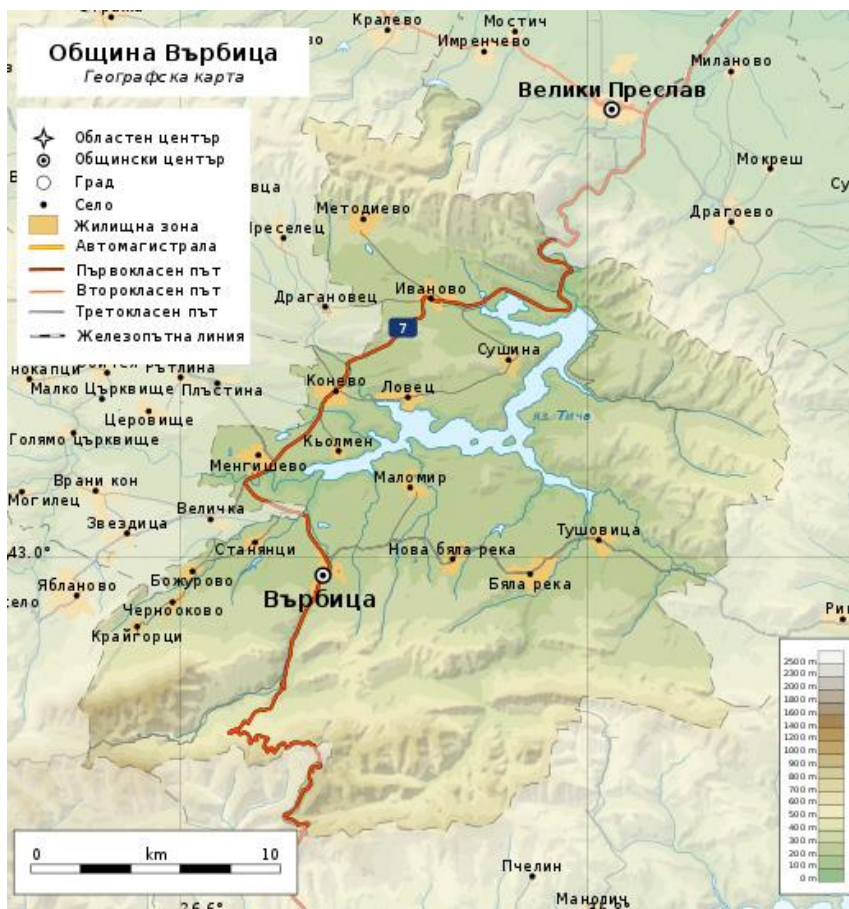 Община Върбица
Географска карта
Областен център
Общински център
Град
Село
Жилищна зона
Автомагистрала
Първокласен път
Второкласен път
Третокласен път
Железопътна линия
Кралево
Мостич
Имренчево
Миланово
Велики Преслав
Мокреш
Драгоево
Методиево
Драгановец
Иваново
7
Сушина
Плъстина
Конево
Ловец
яз. Тича
Малко Църквище
Церовище
Голямо църквище
Кьолмен
Менгишево
Маломир
Врани кон
Могилец
Величка
Звездица
Тушовица
43.0°
Станянци
Нова бяла река
Бяла река
Божурово
Ябланово
Върбица
Чернооково
Крайгорци
2500 m
2300 m
2000 m
1800 m
1600 m
1400 m
1200 m
1000 m
900 m
800 m
700 m
600 m
500 m
400 m
300 m
200 m
100 m
0 m
0 km 10
Пчелин
Манолич